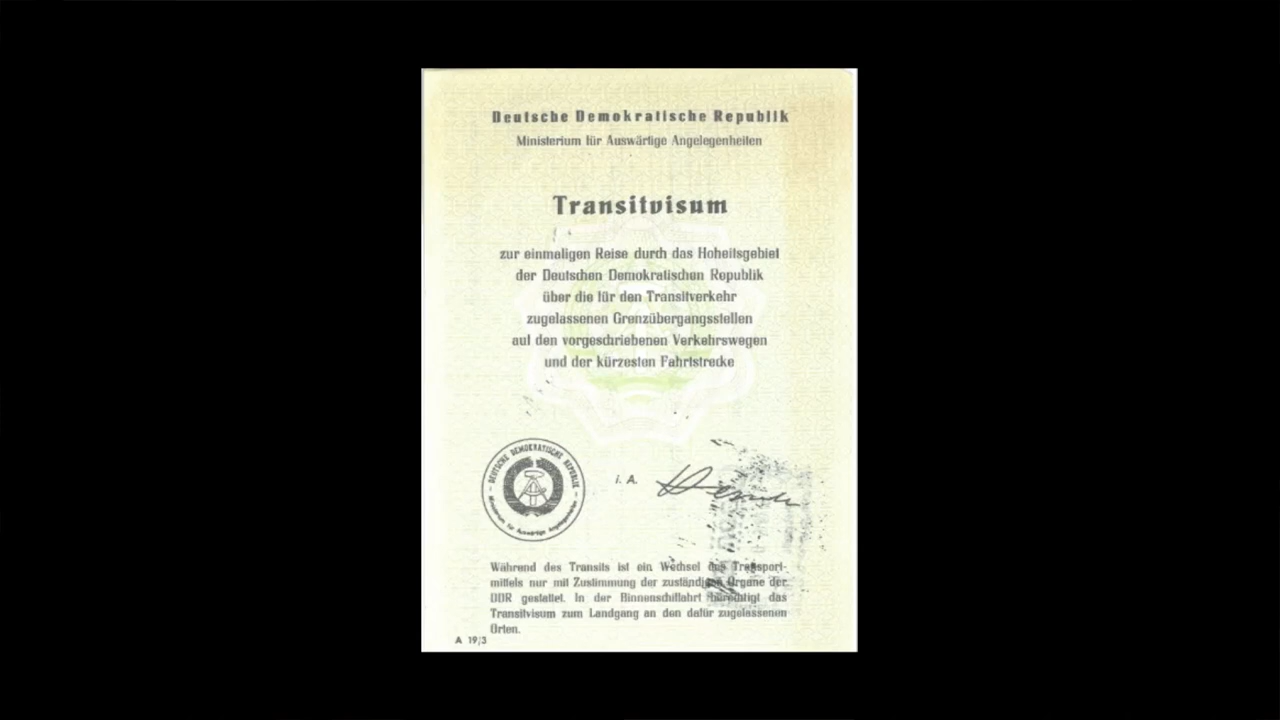 Deutsche Demokratische Republik
Ministerium für Auswärtige Angelegenheiten
Transitvisum
zur einmaligen Reise durch das Hoheitsgebiet
der Deutschen Demokratischen Republik
über die für den Transitverkehr
zugelassenen Grenzübergangsstellen
auf den vorgeschriebenen Verkehrswegen
und der kürzesten Fahrtstrecke
DEUTSCHE DEMOKRATISCHE REPUBLIK
Ministerium für Auswärtige Angelegenheiten
i. A.
Während des Transits ist ein Wechsel des Transport-
mittels nur mit Zustimmung der zuständigen Organe der
DDR gestattet. In der Binnenschiffahrt berechtigt das
Transitvisum zum Landgang an den dafür zugelassenen
Orten.
A 19/3